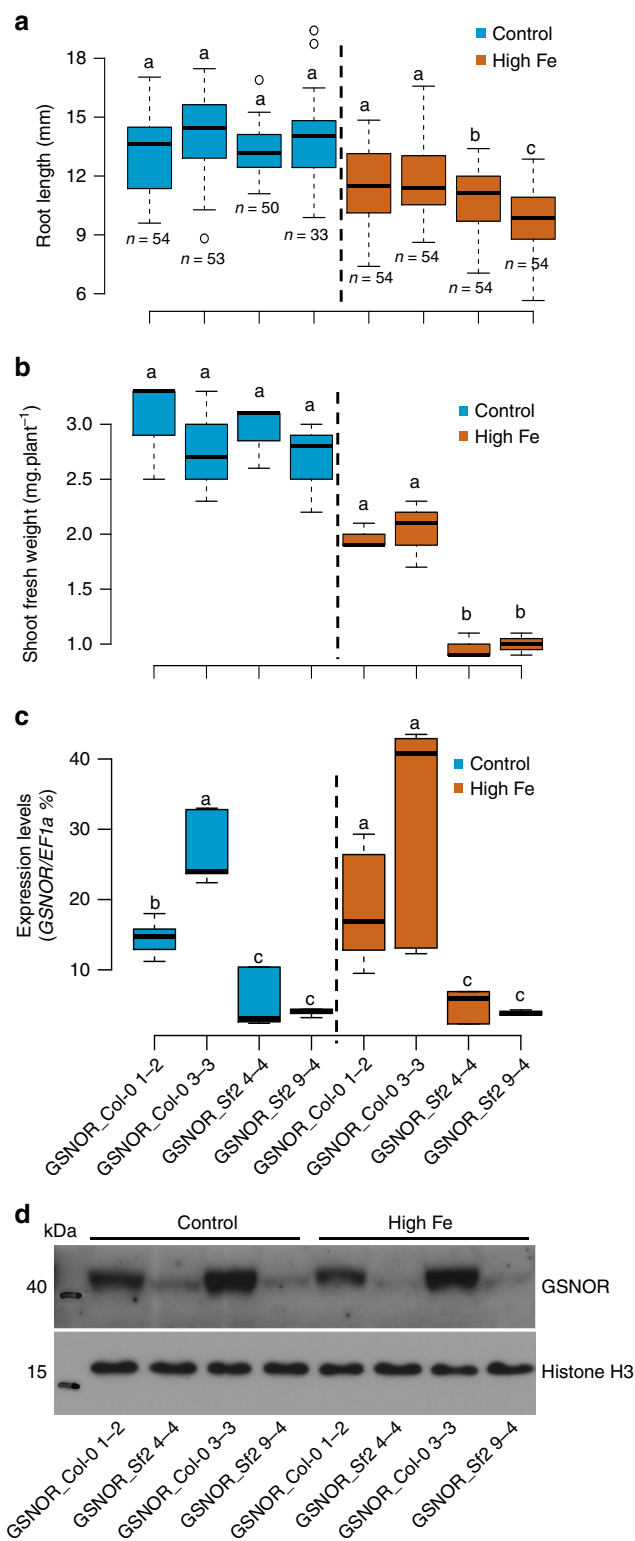 a
Control
High Fe
Root length (mm)
18
15
12
9
6
a
a
a
a
a
a
b
c
n = 54
n = 53
n = 50
n = 33
n = 54
n = 54
n = 54
n = 54
b
Control
High Fe
Shoot fresh weight (mg.plant⁻¹)
3.0
2.5
2.0
1.5
1.0
a
a
a
a
a
a
b
b
c
Control
High Fe
Expression levels
(GSNOR/EF1a %)
40
30
20
10
b
a
c
c
a
a
c
c
GSNOR_Col-0 1–2
GSNOR_Col-0 3–3
GSNOR_Sf2 4–4
GSNOR_Sf2 9–4
GSNOR_Col-0 1–2
GSNOR_Col-0 3–3
GSNOR_Sf2 4–4
GSNOR_Sf2 9–4
d
kDa
Control
High Fe
40
GSNOR
15
Histone H3
GSNOR_Col-0 1–2
GSNOR_Sf2 4–4
GSNOR_Col-0 3–3
GSNOR_Sf2 9–4
GSNOR_Col-0 1–2
GSNOR_Sf2 4–4
GSNOR_Col-0 3–3
GSNOR_Sf2 9–4